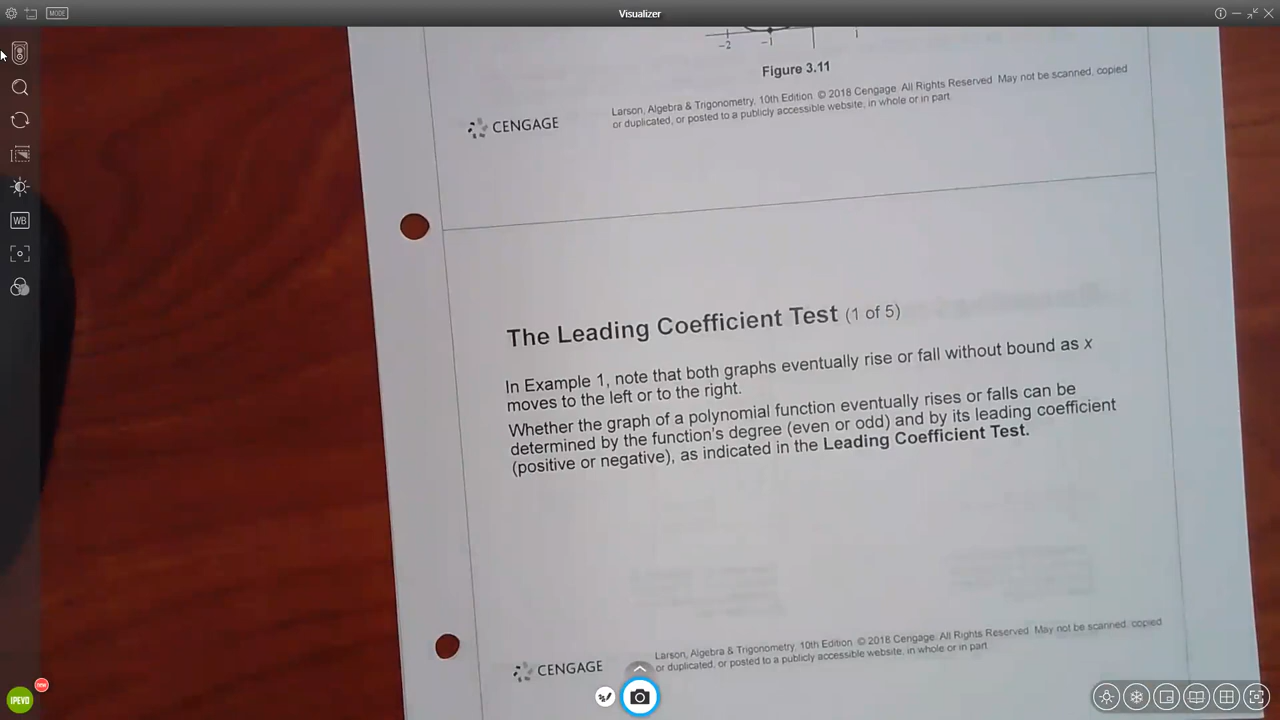 MODE
Visualizer
-2
-1
1
Figure 3.11
Larson, Algebra & Trigonometry, 10th Edition. © 2018 Cengage. All Rights Reserved. May not be scanned, copied
or duplicated, or posted to a publicly accessible website, in whole or in part.
CENGAGE
The Leading Coefficient Test (1 of 5)
In Example 1, note that both graphs eventually rise or fall without bound as x
moves to the left or to the right.
Whether the graph of a polynomial function eventually rises or falls can be
determined by the function's degree (even or odd) and by its leading coefficient
(positive or negative), as indicated in the Leading Coefficient Test.
Larson, Algebra & Trigonometry, 10th Edition. © 2018 Cengage. All Rights Reserved. May not be scanned, copied
or duplicated, or posted to a publicly accessible website, in whole or in part.
CENGAGE
WB
new
IPEVO